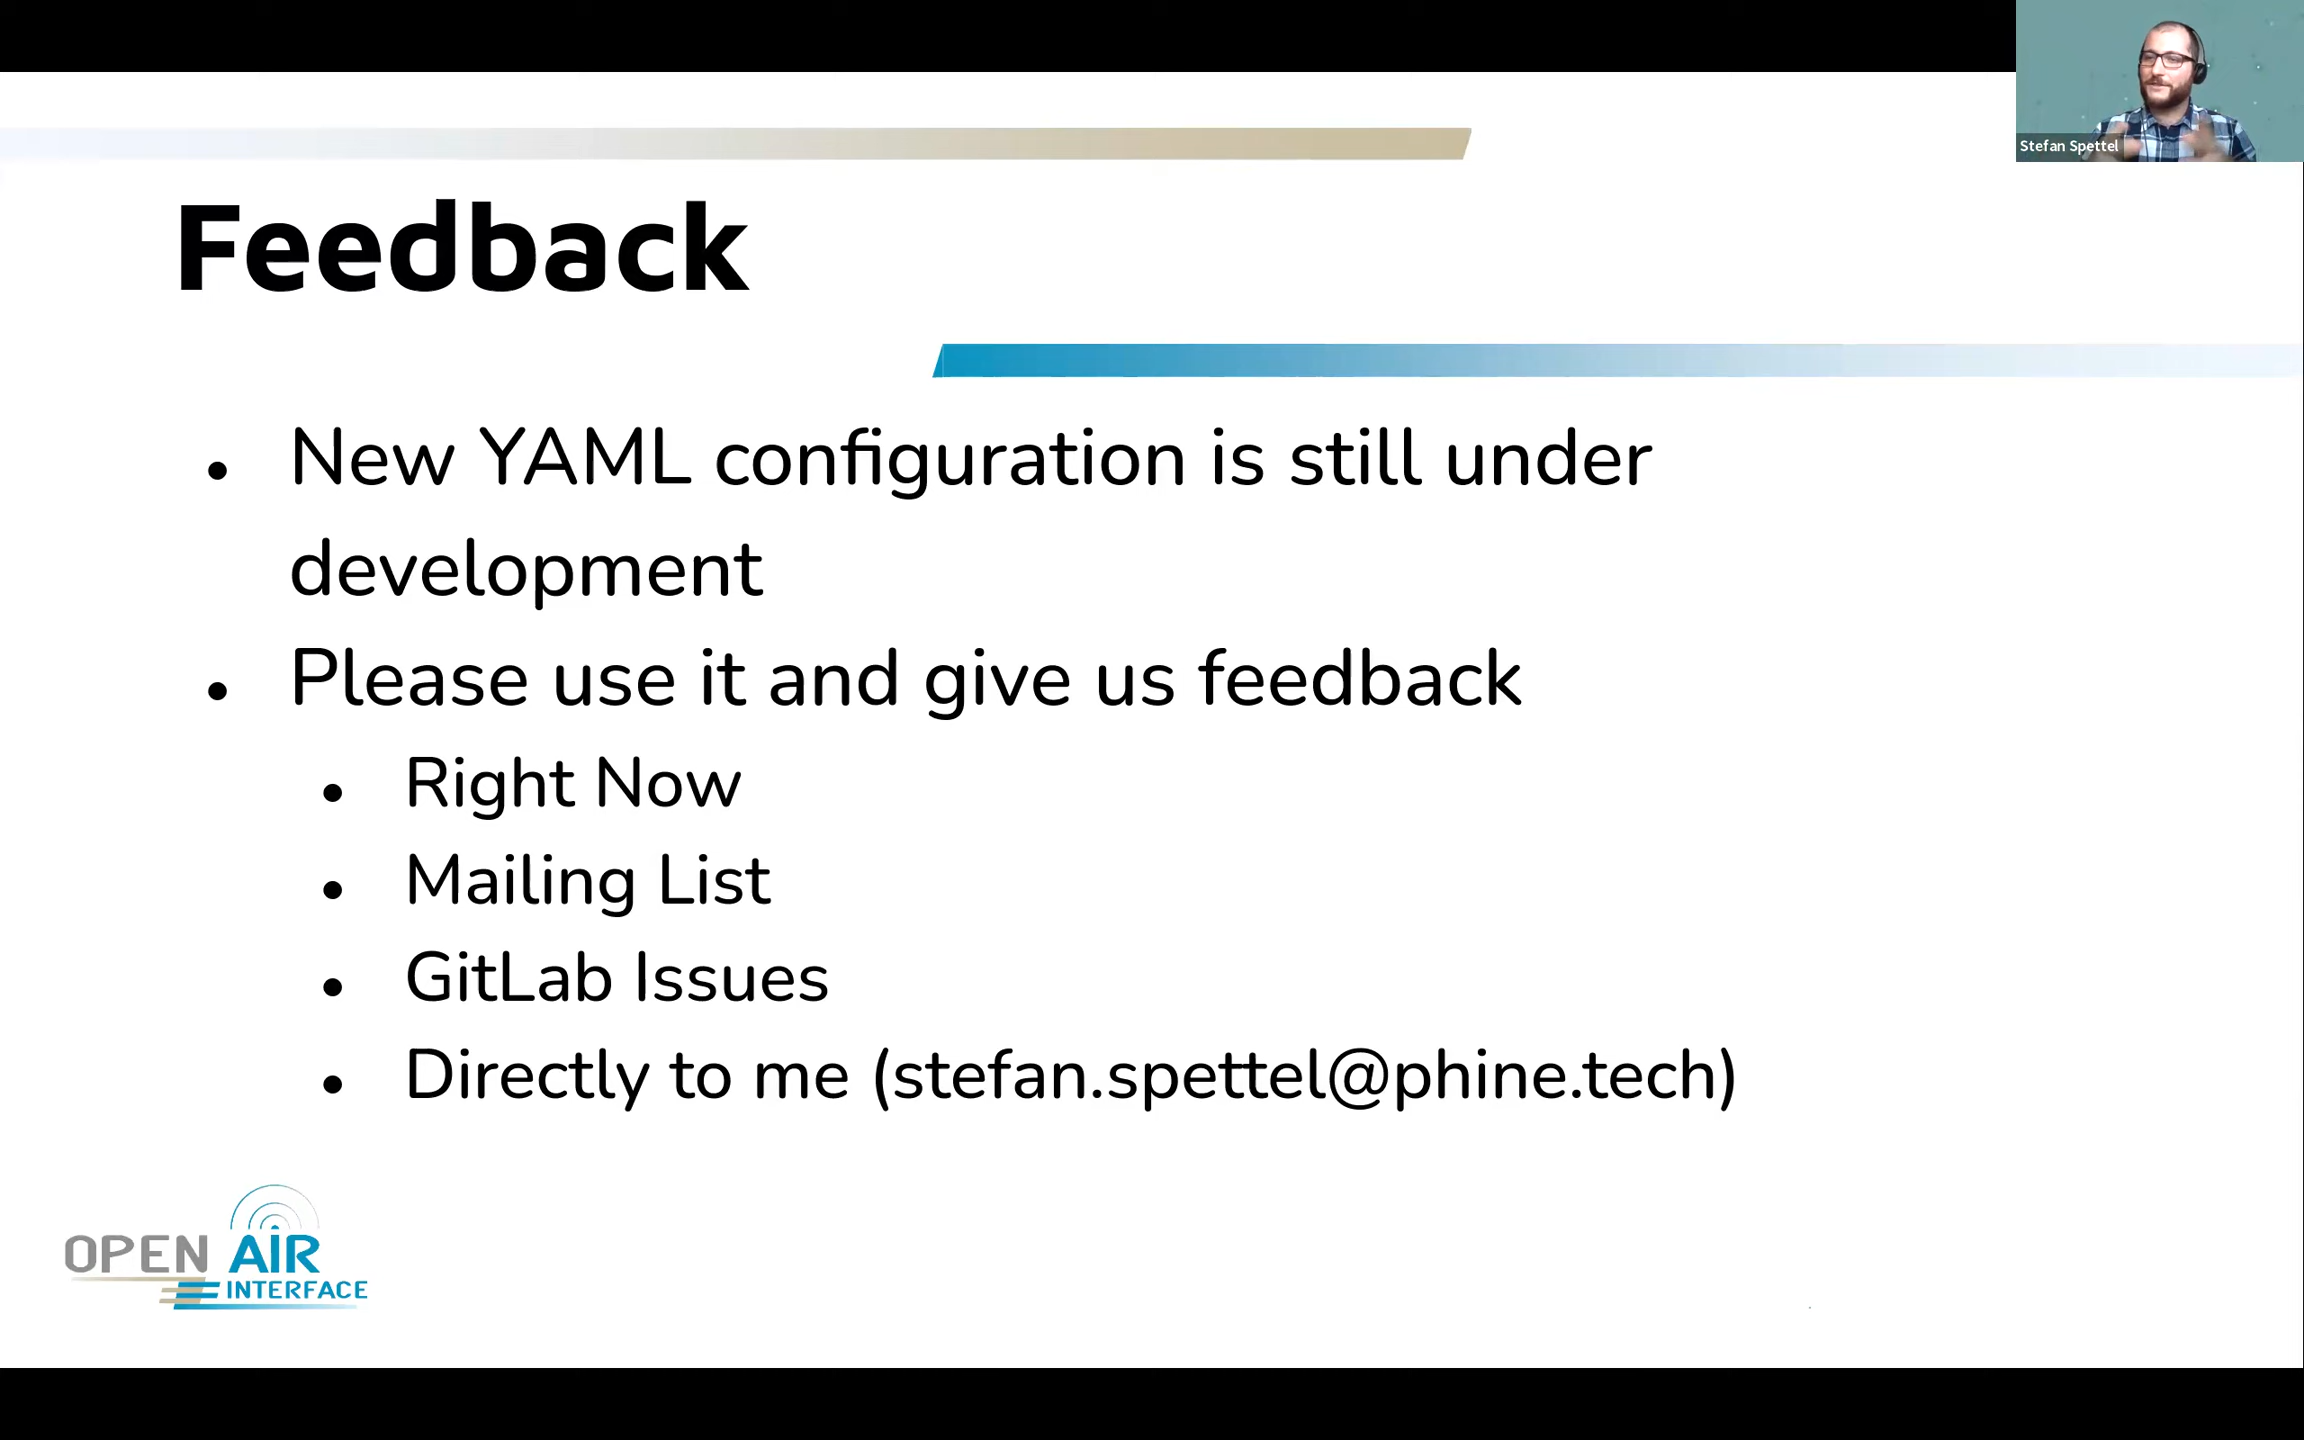 Stefan Spettel
Feedback
• New YAML configuration is still under
development
• Please use it and give us feedback
• Right Now
• Mailing List
• GitLab Issues
• Directly to me (stefan.spettel@phine.tech)
OPEN AIR
INTERFACE